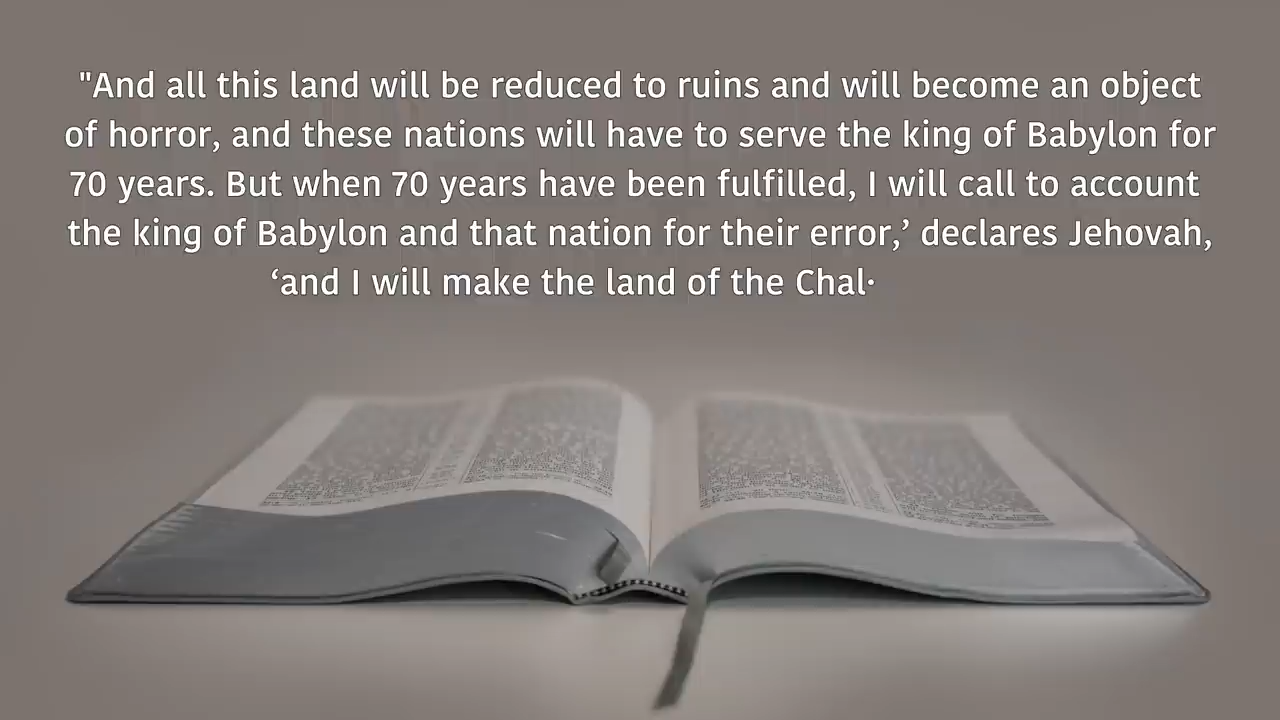 "And all this land will be reduced to ruins and will become an object
of horror, and these nations will have to serve the king of Babylon for
70 years. But when 70 years have been fulfilled, I will call to account
the king of Babylon and that nation for their error,’ declares Jehovah,
‘and I will make the land of the Chal·